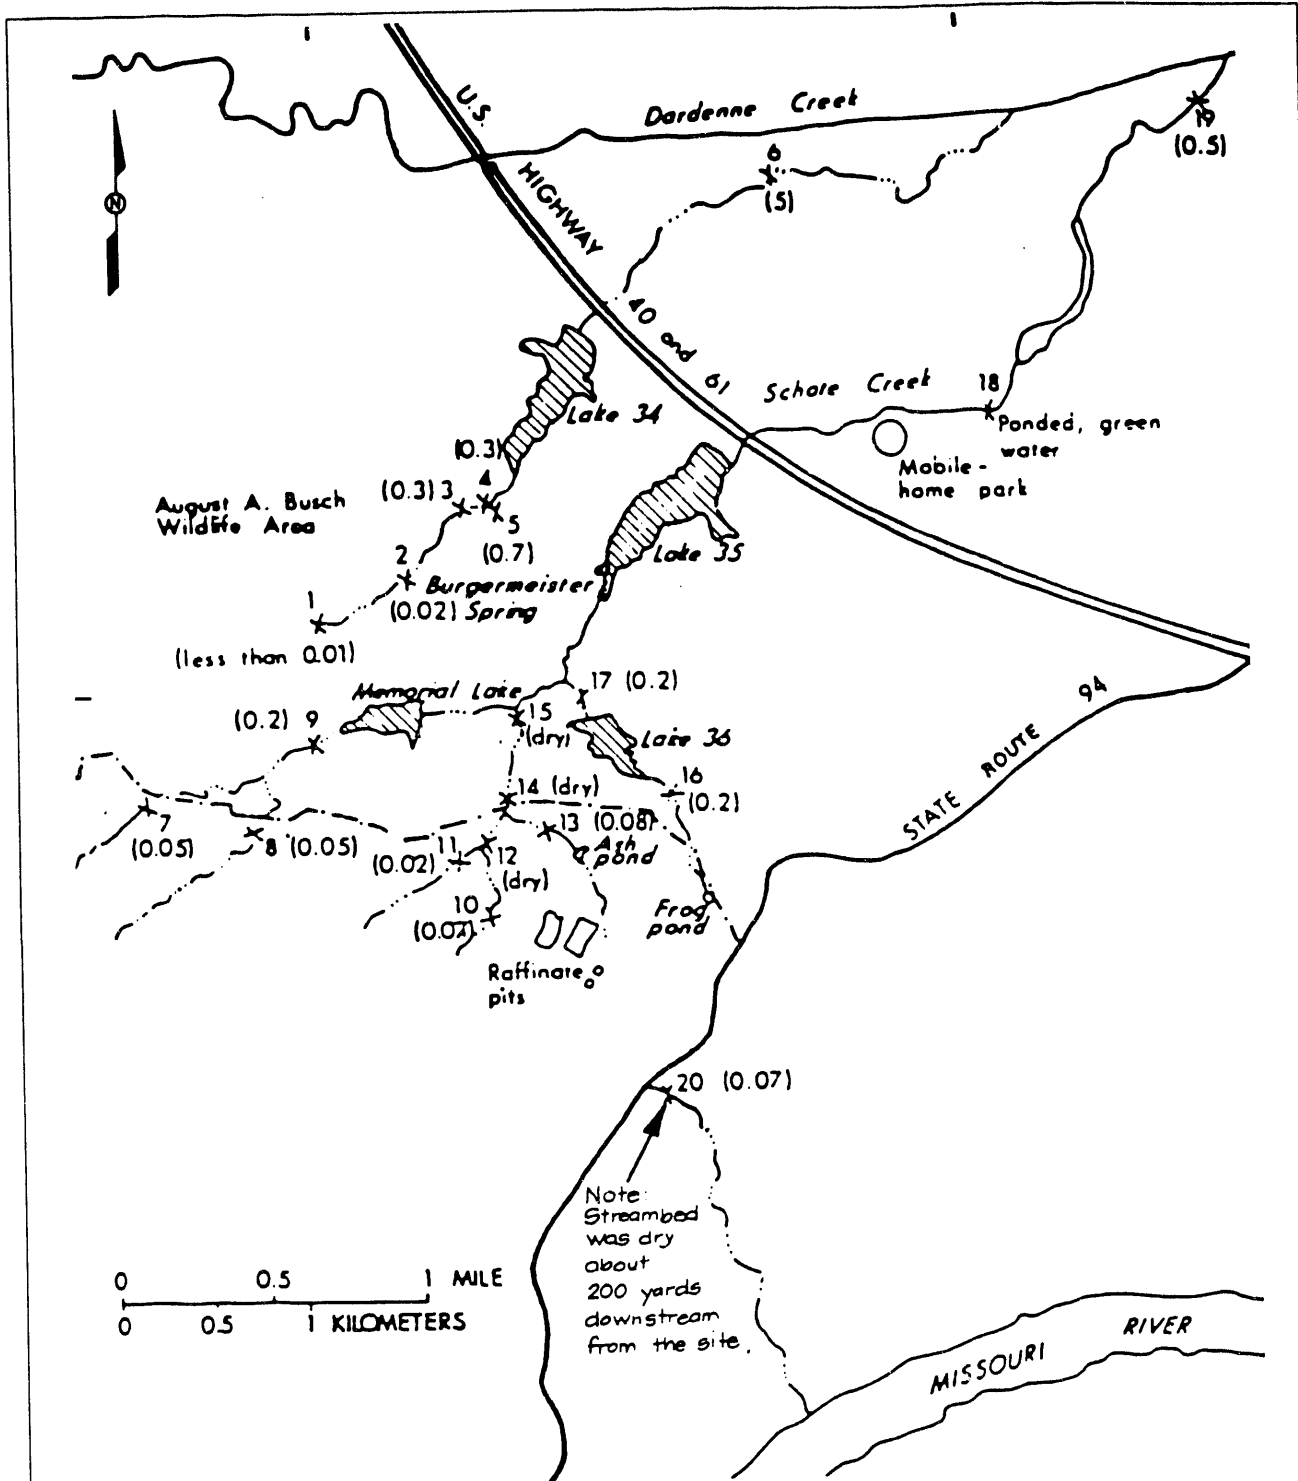 U.S.
HIGHWAY
40 and 61
Dardenne Creek
19
(0.5)
6
(5)
N
Lake 34
Schote Creek
18
Ponded, green
water
Mobile-
home park
(0.3)
4
(0.3) 3
5
(0.7)
August A. Busch
Wildlife Area
Lake 35
2
Burgermeister
(0.02) Spring
1
(less than 0.01)
Memorial Lake
17 (0.2)
(0.2) 9
15
(dry)
Lake 36
STATE ROUTE 94
16
(0.2)
14 (dry)
7
(0.05)
8 (0.05)
13 (0.08)
Ash
pond
(0.02)
11
12
(dry)
10
Frog
pond
Raffinate
pits
20 (0.07)
Note:
Streambed
was dry
about
200 yards
downstream
from the site.
0 0.5 1 MILE
0 0.5 1 KILOMETERS
MISSOURI RIVER